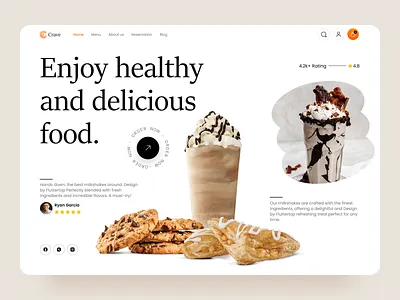 Crave
Home Menu About us Reservation Blog
Enjoy healthy
and delicious
food.
4.2k+ Rating 4.8
ORDER NOW - ORDER NOW -
Hands down, the best milkshakes around. Design
by Fluttertop Perfectly blended with fresh
ingredients and incredible flavors. A must-try!
Ryan Garcia
Our milkshakes are crafted with the finest
ingredients, offering a delightful and Design
by Fluttertop refreshing treat perfect for any
time.